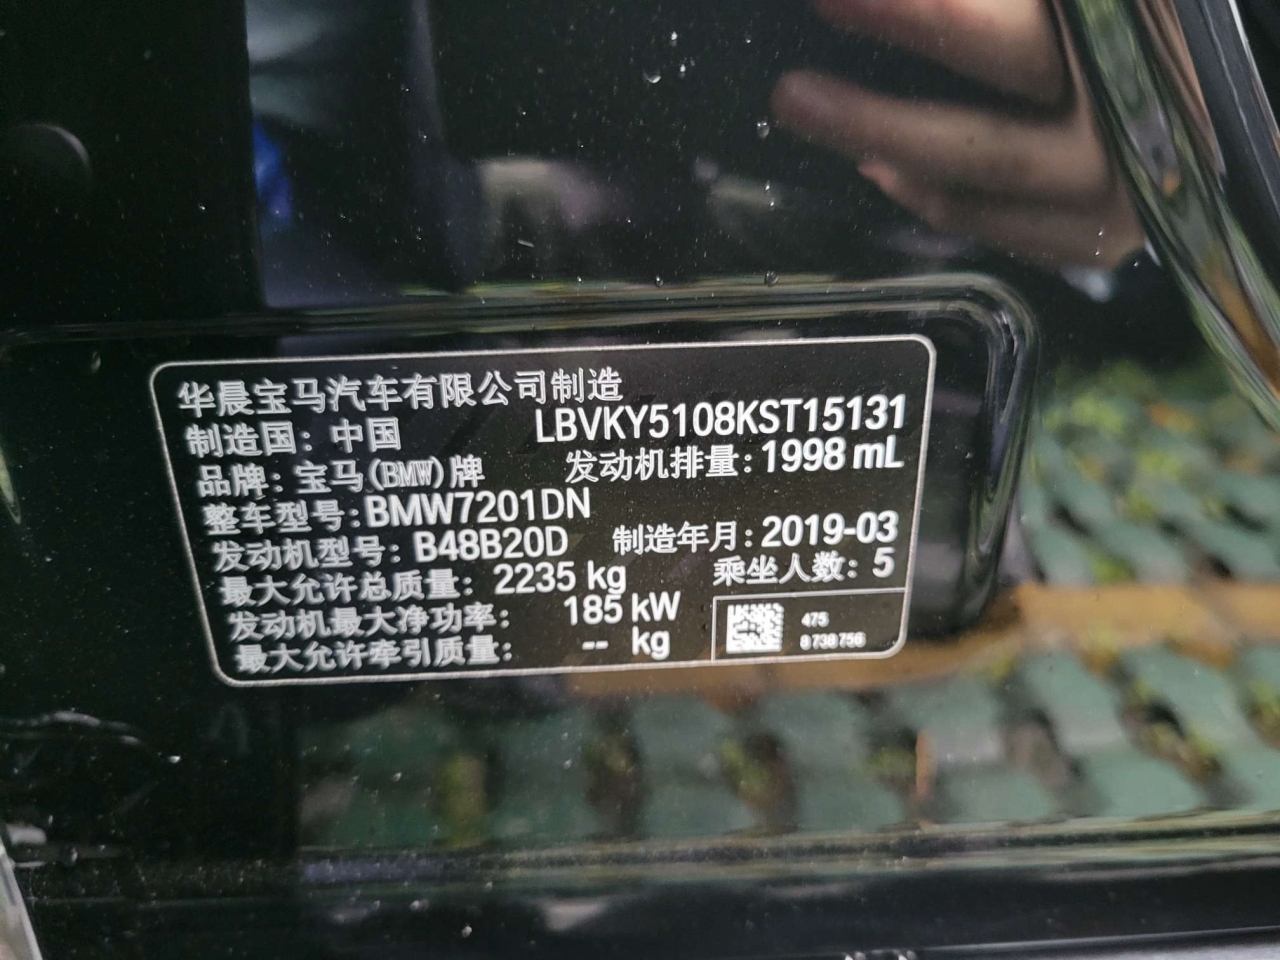 华晨宝马汽车有限公司制造
制造国：中国 LBVKY5108KST15131
品牌：宝马(BMW)牌 发动机排量：1998 mL
整车型号：BMW7201DN
发动机型号：B48B20D 制造年月：2019-03
最大允许总质量：2235 kg 乘坐人数：5
发动机最大净功率：185 kW
最大允许牵引质量：-- kg
475
8738756